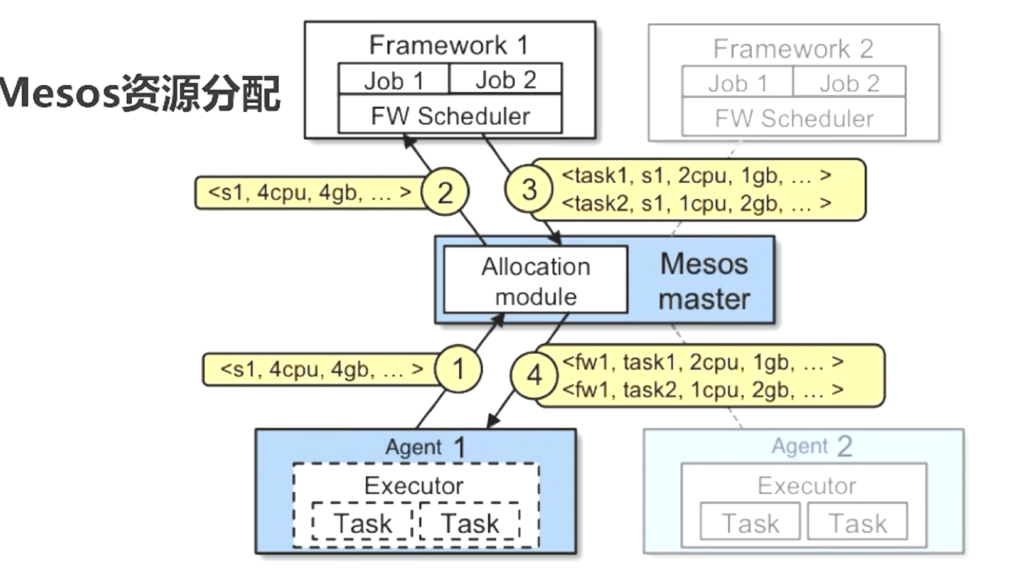 Mesos资源分配
Framework 1
Job 1
Job 2
FW Scheduler
Framework 2
Job 1
Job 2
FW Scheduler
<s1, 4cpu, 4gb, … >
2
3
<task1, s1, 2cpu, 1gb, … >
<task2, s1, 1cpu, 2gb, … >
Allocation
module
Mesos
master
<s1, 4cpu, 4gb, … >
1
4
<fw1, task1, 2cpu, 1gb, … >
<fw1, task2, 1cpu, 2gb, … >
Agent 1
Executor
Task
Task
Agent 2
Executor
Task
Task